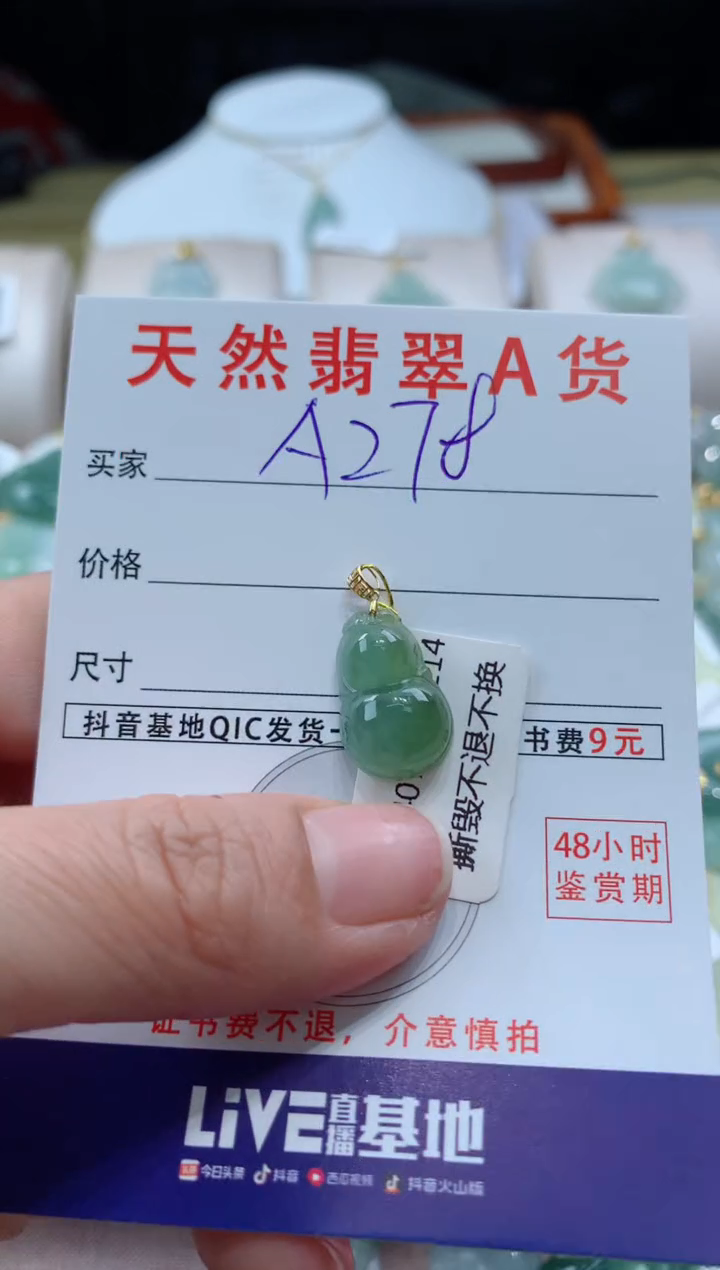 天然翡翠A货
买家 A278
价格
尺寸
抖音基地QIC发货
书费9元
14
撕毁不退不换
48小时
鉴赏期
证书费不退，介意慎拍
LiVE直播基地
今日头条 抖音 西瓜视频 抖音火山版